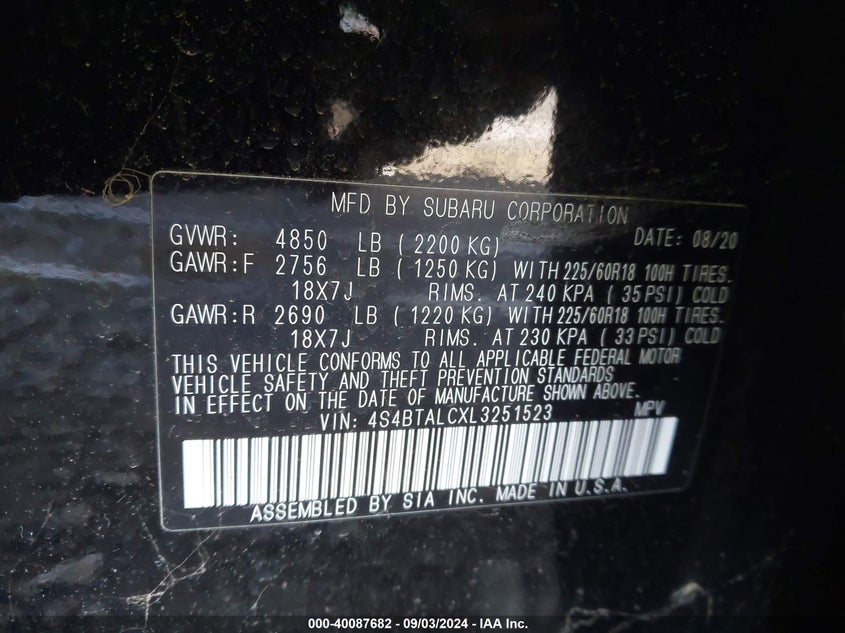 MFD BY SUBARU CORPORATION
GVWR: 4850 LB ( 2200 KG) DATE: 08/20
GAWR:F 2756 LB ( 1250 KG) WITH 225/60R18 100H TIRES.
18X7J RIMS. AT 240 KPA ( 35 PSI) COLD
GAWR:R 2690 LB ( 1220 KG) WITH 225/60R18 100H TIRES.
18X7J RIMS. AT 230 KPA ( 33 PSI) COLD
THIS VEHICLE CONFORMS TO ALL APPLICABLE FEDERAL MOTOR
VEHICLE SAFETY AND THEFT PREVENTION STANDARDS
IN EFFECT ON THE DATE OF MANUFACTURE SHOWN ABOVE.
VIN: 4S4BTALCXL3251523 MPV
ASSEMBLED BY SIA INC. MADE IN U.S.A.
000-40087682 - 09/03/2024 - IAA Inc.